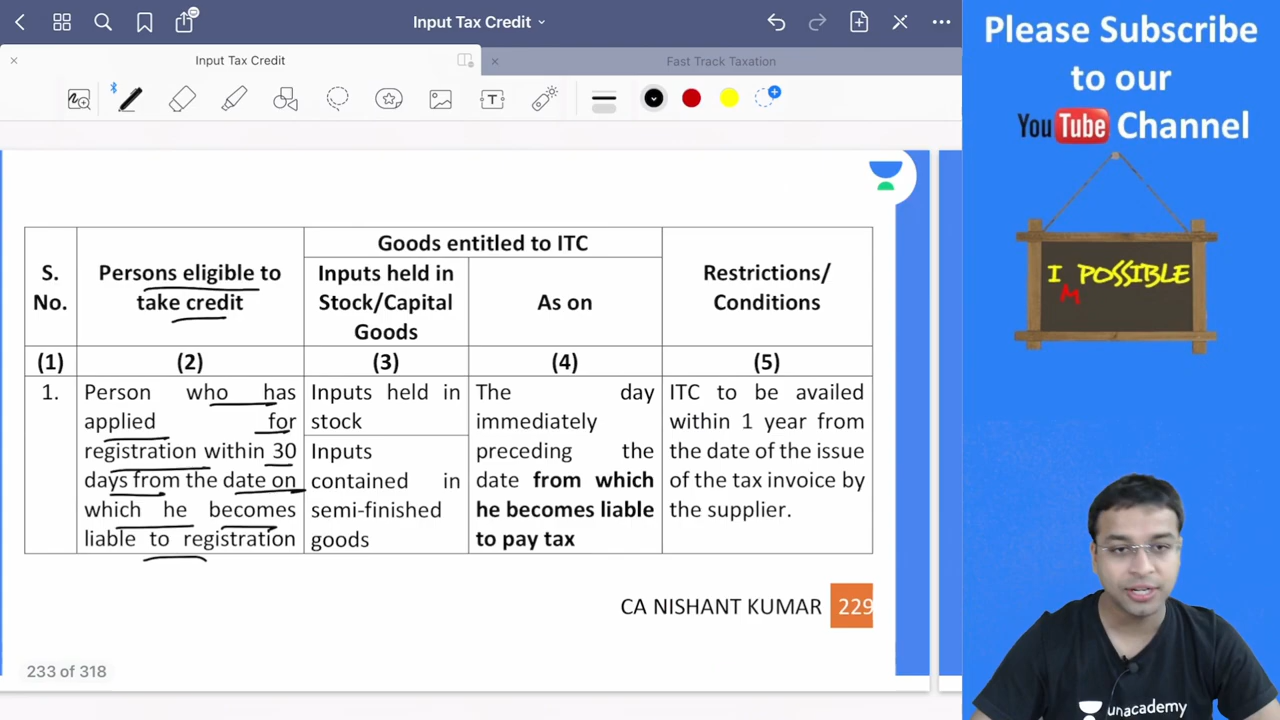 Input Tax Credit
Input Tax Credit
Fast Track Taxation
T
Please Subscribe
to our
YouTube Channel
I POSSIBLE
M
S.
No.
Persons eligible to
take credit
Goods entitled to ITC
Inputs held in
Stock/Capital
Goods
As on
Restrictions/
Conditions
(1)
(2)
(3)
(4)
(5)
1.
Person who has
applied for
registration within 30
days from the date on
which he becomes
liable to registration
Inputs held in
stock
Inputs
contained in
semi-finished
goods
The day
immediately
preceding the
date from which
he becomes liable
to pay tax
ITC to be availed
within 1 year from
the date of the issue
of the tax invoice by
the supplier.
CA NISHANT KUMAR 229
233 of 318
unacademy